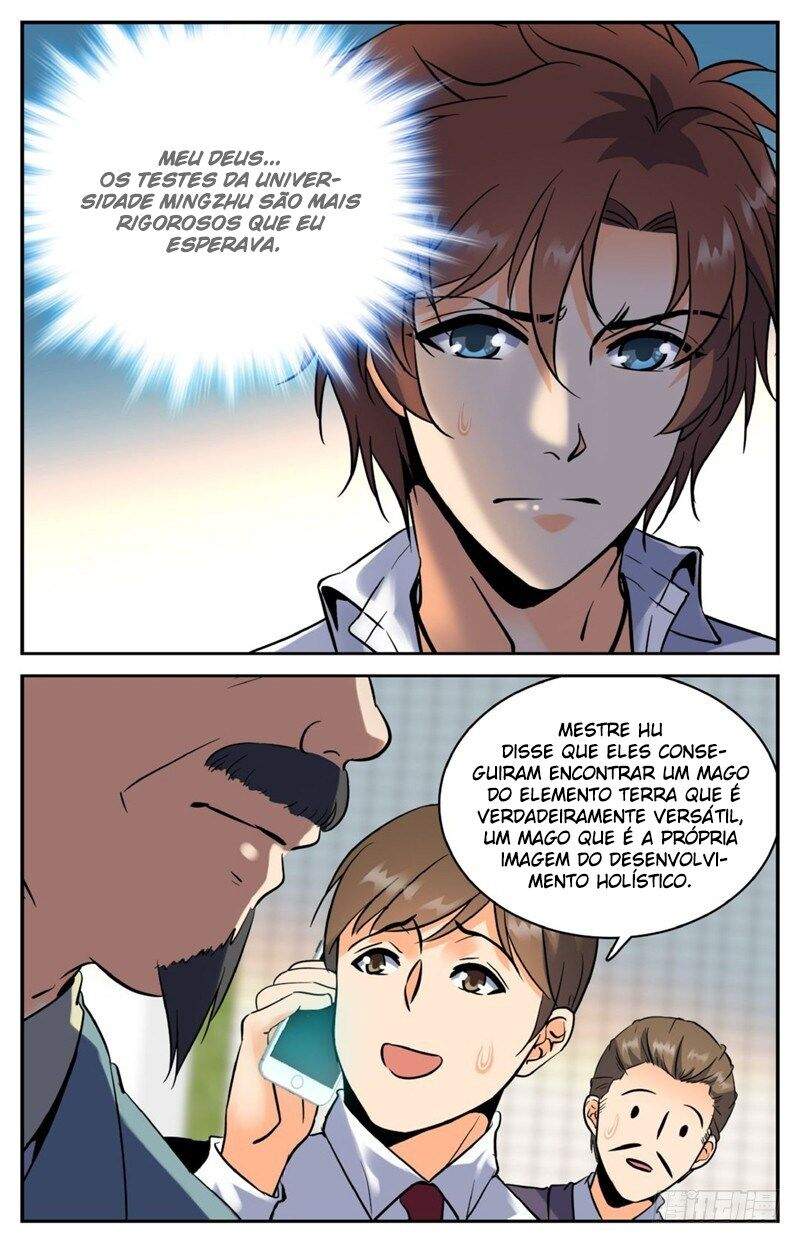 MEU DEUS...
OS TESTES DA UNIVER-
SIDADE MINGZHU SÃO MAIS
RIGOROSOS QUE EU
ESPERAVA.
MESTRE HU
DISSE QUE ELES CONSE-
GUIRAM ENCONTRAR UM MAGO
DO ELEMENTO TERRA QUE É
VERDADEIRAMENTE VERSÁTIL,
UM MAGO QUE É A PRÓPRIA
IMAGEM DO DESENVOLVI-
MENTO HOLÍSTICO.